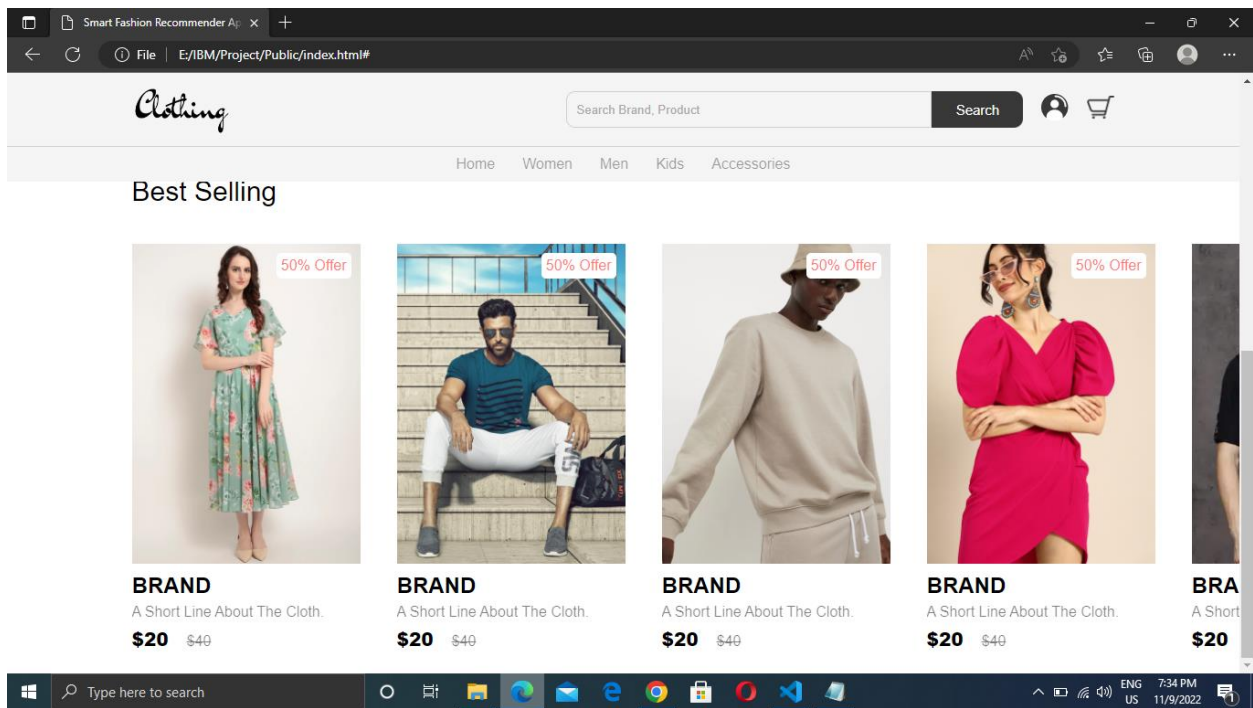 Smart Fashion Recommender Ap
File | E:/IBM/Project/Public/index.html#
Clothing
Search Brand, Product
Search
Home Women Men Kids Accessories
Best Selling
50% Offer 50% Offer 50% Offer 50% Offer
SW
BRAND BRAND BRAND BRAND BRA
A Short Line About The Cloth. A Short Line About The Cloth. A Short Line About The Cloth. A Short Line About The Cloth. A Short
$20 $40 $20 $40 $20 $40 $20 $40 $20
Type here to search
ENG 7:34 PM
US 11/9/2022
1